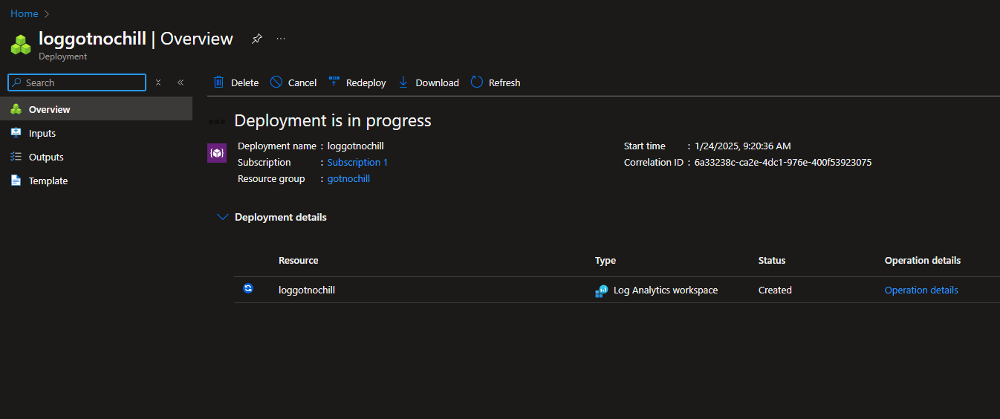 Home >
loggotnochill | Overview ...
Deployment
Search
Delete Cancel Redeploy Download Refresh
Overview
Inputs
Outputs
Template
Deployment is in progress
Deployment name : loggotnochill
Subscription : Subscription 1
Resource group : gotnochill
Start time : 1/24/2025, 9:20:36 AM
Correlation ID : 6a33238c-ca2e-4dc1-976e-400f53923075
Deployment details
Resource Type Status Operation details
loggotnochill Log Analytics workspace Created Operation details